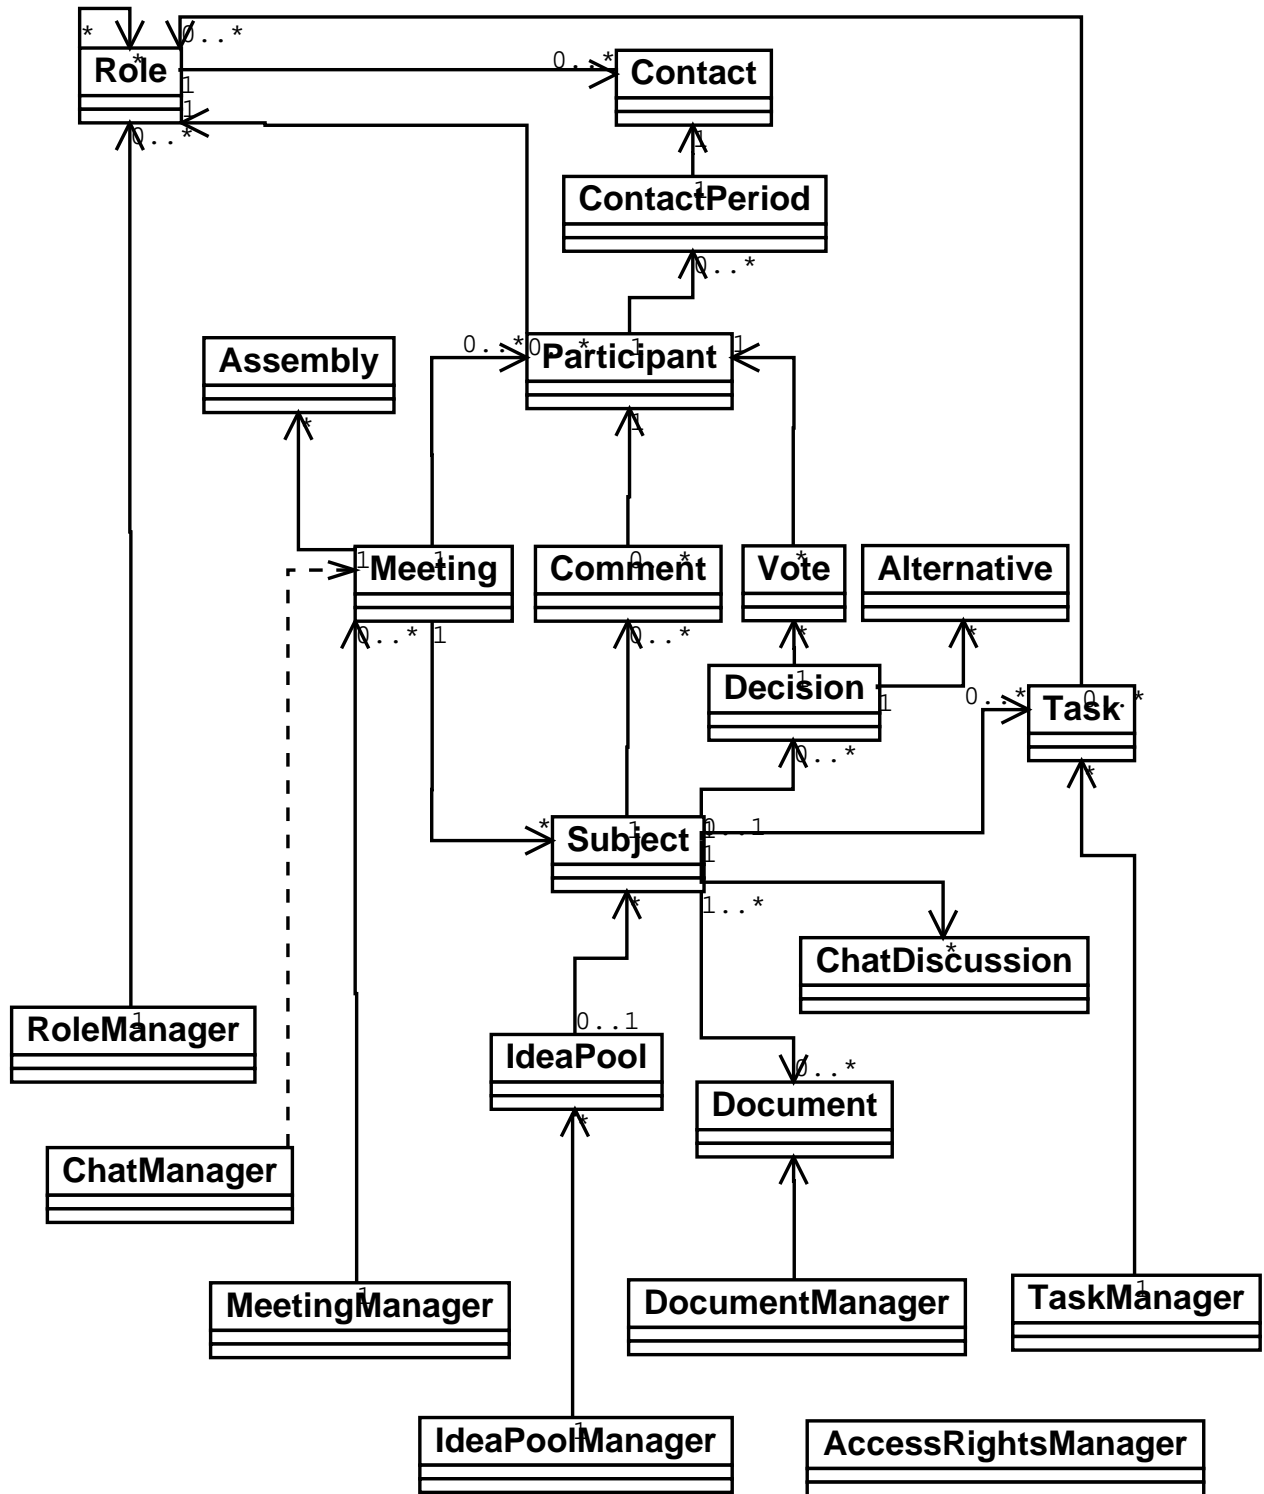 *
0..*
*
Role
0..*
Contact
1
1
0..*
1
1
ContactPeriod
0..*
0..*
0..*
1
1
Participant
Assembly
*
1
1
1
Meeting
0..*
Comment
*
Vote
Alternative
0..*
1
0..*
*
*
1
Decision
1
0..*
0..*
Task
0..*
*
*
1
Subject
0..1
1
1
*
1..*
*
ChatDiscussion
1
RoleManager
0..1
IdeaPool
0..*
Document
*
ChatManager
1
MeetingManager
DocumentManager
1
TaskManager
1
IdeaPoolManager
AccessRightsManager